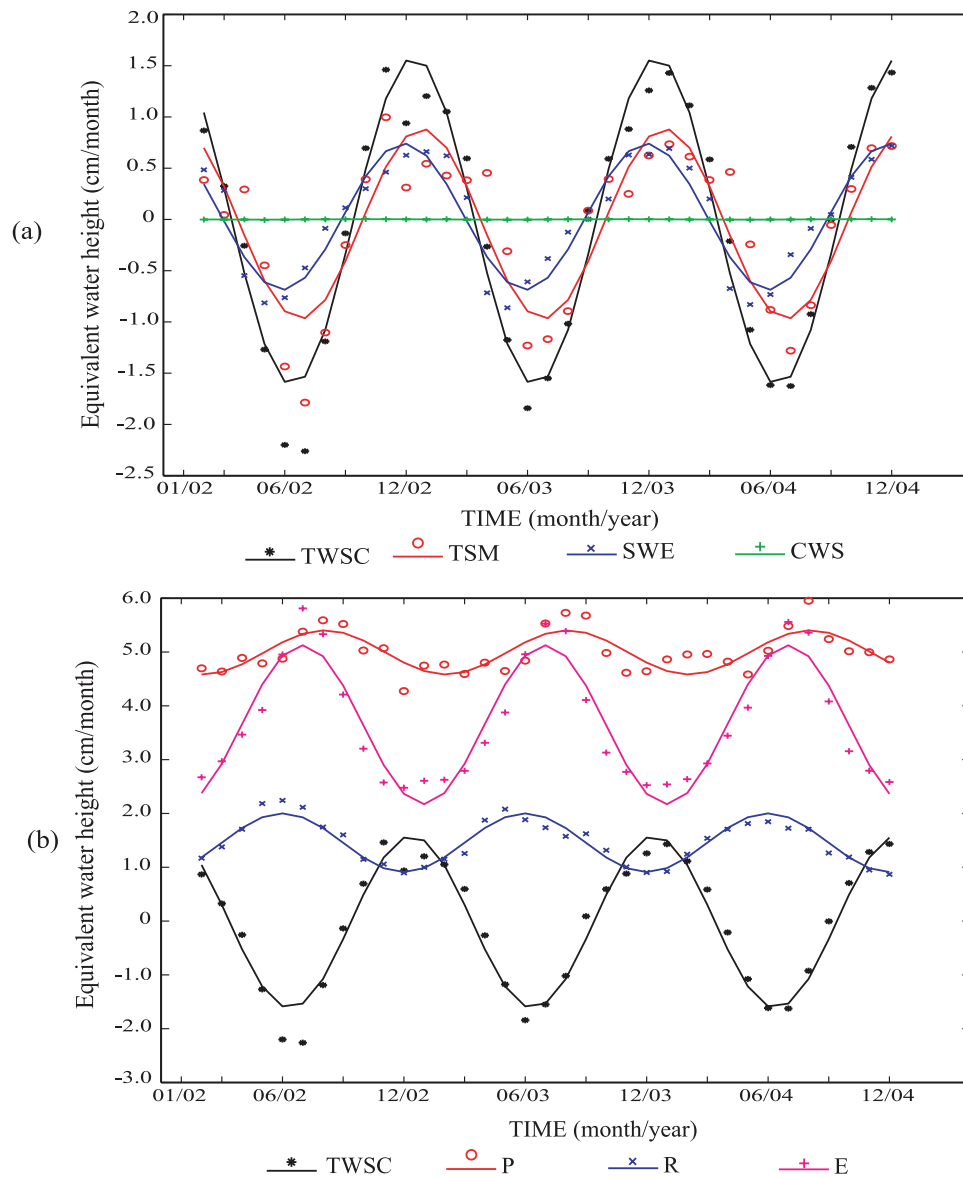 (a)
Equivalent water height (cm/month)
2.0
1.5
1.0
0.5
0
-0.5
-1.0
-1.5
-2.0
-2.5
01/02 06/02 12/02 06/03 12/03 06/04 12/04
TIME (month/year)
TWSC TSM SWE CWS
(b)
Equivalent water height (cm/month)
6.0
5.0
4.0
3.0
2.0
1.0
0
-1.0
-2.0
-3.0
01/02 06/02 12/02 06/03 12/03 06/04 12/04
TIME (month/year)
TWSC P R E